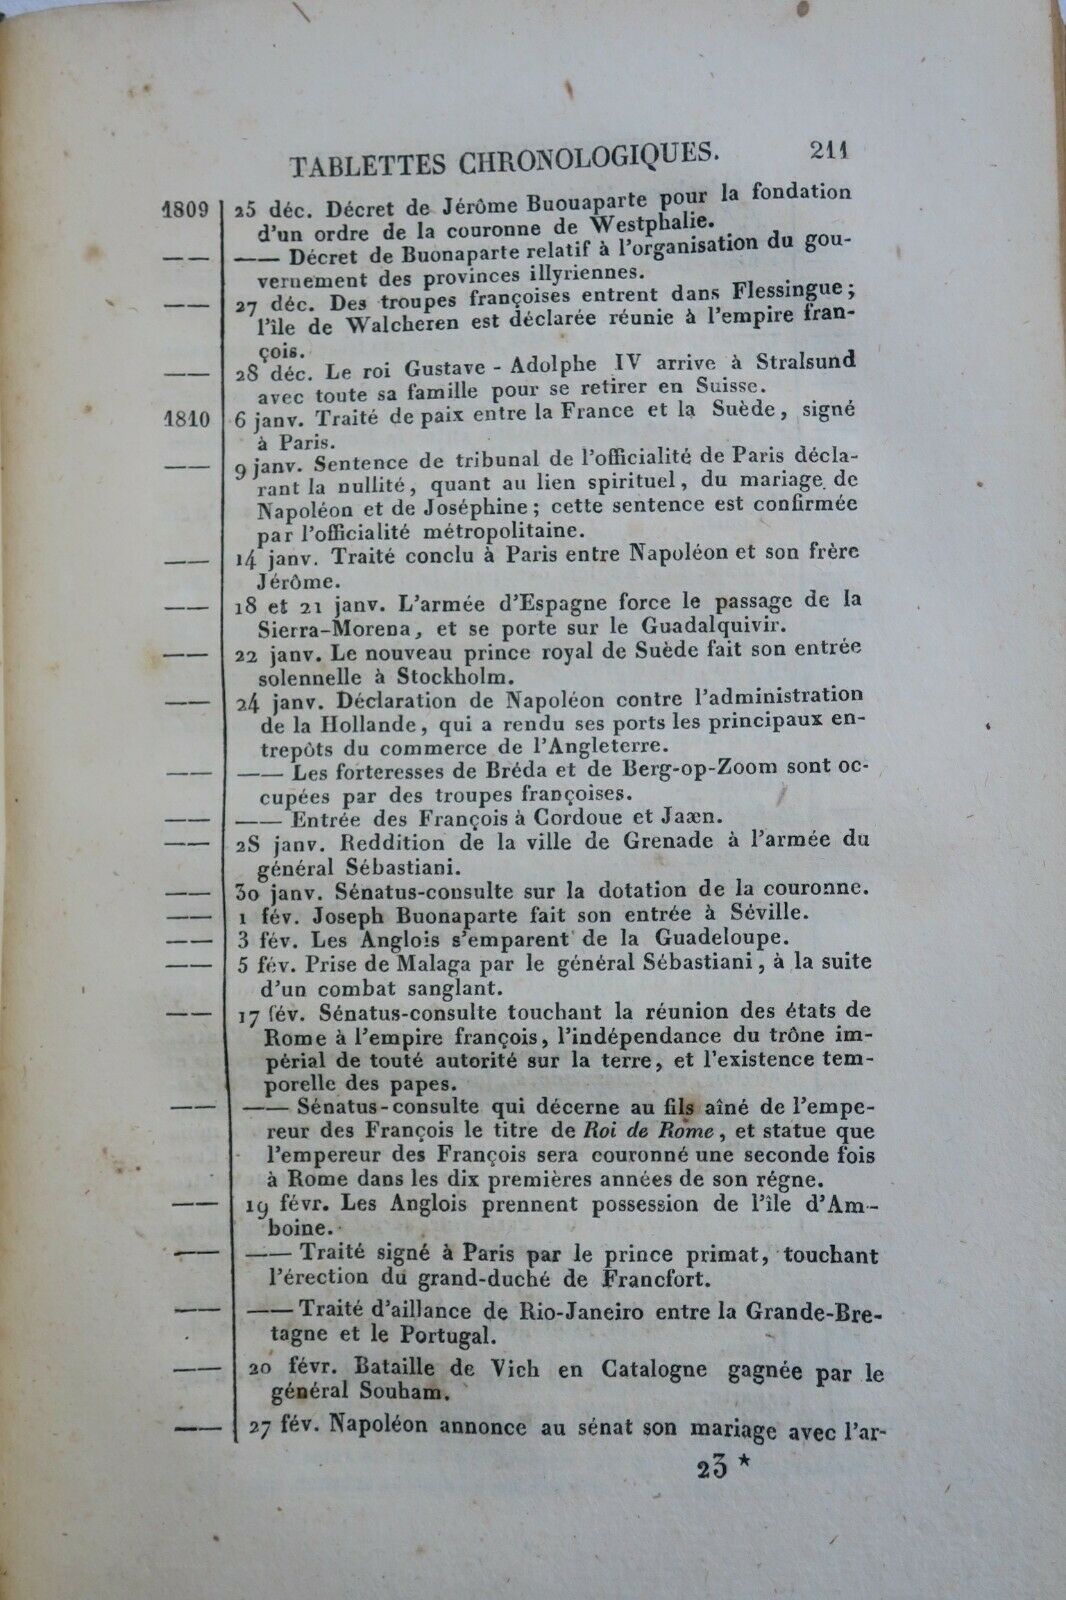 TABLETTES CHRONOLOGIQUES. 211
1809 25 déc. Décret de Jérôme Buouaparte pour la fondation
d'un ordre de la couronne de Westphalie.
—— —— Décret de Buonaparte relatif à l'organisation du gou-
vernement des provinces illyriennes.
—— 27 déc. Des troupes françoises entrent dans Flessingue;
l'île de Walcheren est déclarée réunie à l'empire fran-
çois.
—— 28 déc. Le roi Gustave-Adolphe IV arrive à Stralsund
avec toute sa famille pour se retirer en Suisse.
1810 6 janv. Traité de paix entre la France et la Suède, signé
à Paris.
—— 9 janv. Sentence de tribunal de l'officialité de Paris décla-
rant la nullité, quant au lien spirituel, du mariage de
Napoléon et de Joséphine; cette sentence est confirmée
par l'officialité métropolitaine.
—— 14 janv. Traité conclu à Paris entre Napoléon et son frère
Jérôme.
—— 18 et 21 janv. L'armée d'Espagne force le passage de la
Sierra-Morena, et se porte sur le Guadalquivir.
—— 22 janv. Le nouveau prince royal de Suède fait son entrée
solennelle à Stockholm.
—— 24 janv. Déclaration de Napoléon contre l'administration
de la Hollande, qui a rendu ses ports les principaux en-
trepôts du commerce de l'Angleterre.
—— —— Les forteresses de Bréda et de Berg-op-Zoom sont oc-
cupées par des troupes françoises.
—— —— Entrée des François à Cordoue et Jaæn.
—— 28 janv. Reddition de la ville de Grenade à l'armée du
général Sébastiani.
—— 30 janv. Sénatus-consulte sur la dotation de la couronne.
—— 1 fév. Joseph Buonaparte fait son entrée à Séville.
—— 3 fév. Les Anglois s'emparent de la Guadeloupe.
—— 5 fév. Prise de Malaga par le général Sébastiani, à la suite
d'un combat sanglant.
—— 17 fév. Sénatus-consulte touchant la réunion des états de
Rome à l'empire françois, l'indépendance du trône im-
périal de touté autorité sur la terre, et l'existence tem-
porelle des papes.
—— —— Sénatus-consulte qui décerne au fils aîné de l'empe-
reur des François le titre de Roi de Rome, et statue que
l'empereur des François sera couronné une seconde fois
à Rome dans les dix premières années de son régne.
—— 19 févr. Les Anglois prennent possession de l'île d'Am-
boine.
—— —— Traité signé à Paris par le prince primat, touchant
l'érection du grand-duché de Francfort.
—— —— Traité d'aillance de Rio-Janeiro entre la Grande-Bre-
tagne et le Portugal.
—— 20 févr. Bataille de Vich en Catalogne gagnée par le
général Souham.
—— 27 fév. Napoléon annonce au sénat son mariage avec l'ar-
23 *